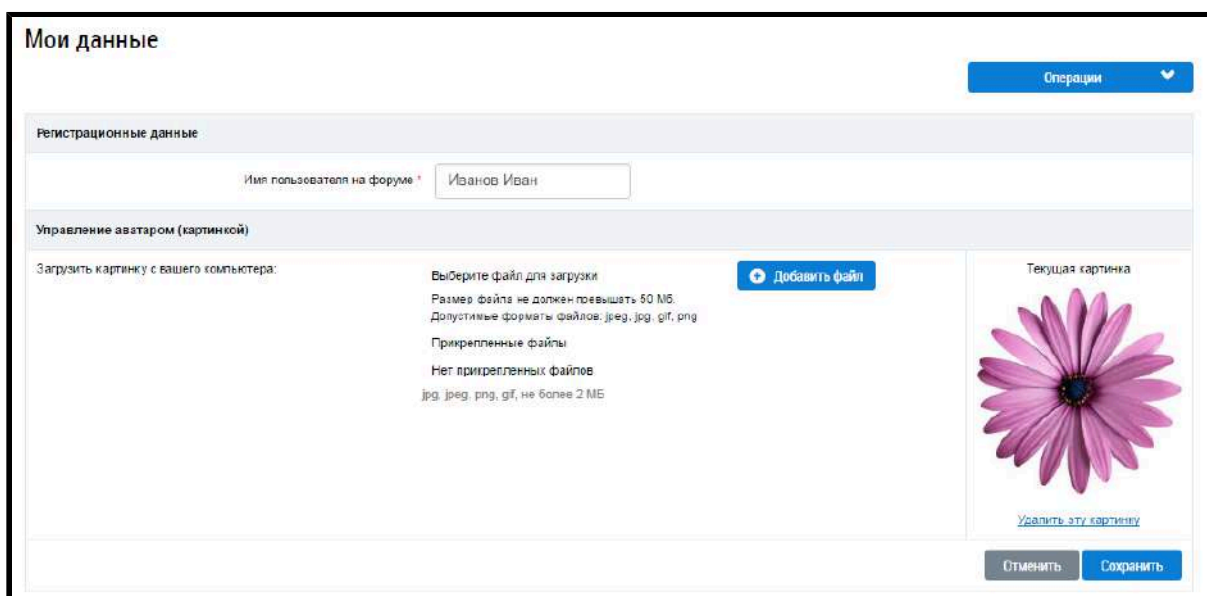 Мои данные
Операции
Регистрационные данные
Имя пользователя на форуме *
Иванов Иван
Управление аватаром (картинкой)
Загрузить картинку с вашего компьютера:
Выберите файл для загрузки
Добавить файл
Текущая картинка
Размер файла не должен превышать 50 Мб.
Допустимые форматы файлов: jpeg, jpg, gif, png
Прикрепленные файлы
Нет прикрепленных файлов
jpg, jpeg, png, gif, не более 2 МБ
Удалить эту картинку
Отменить
Сохранить